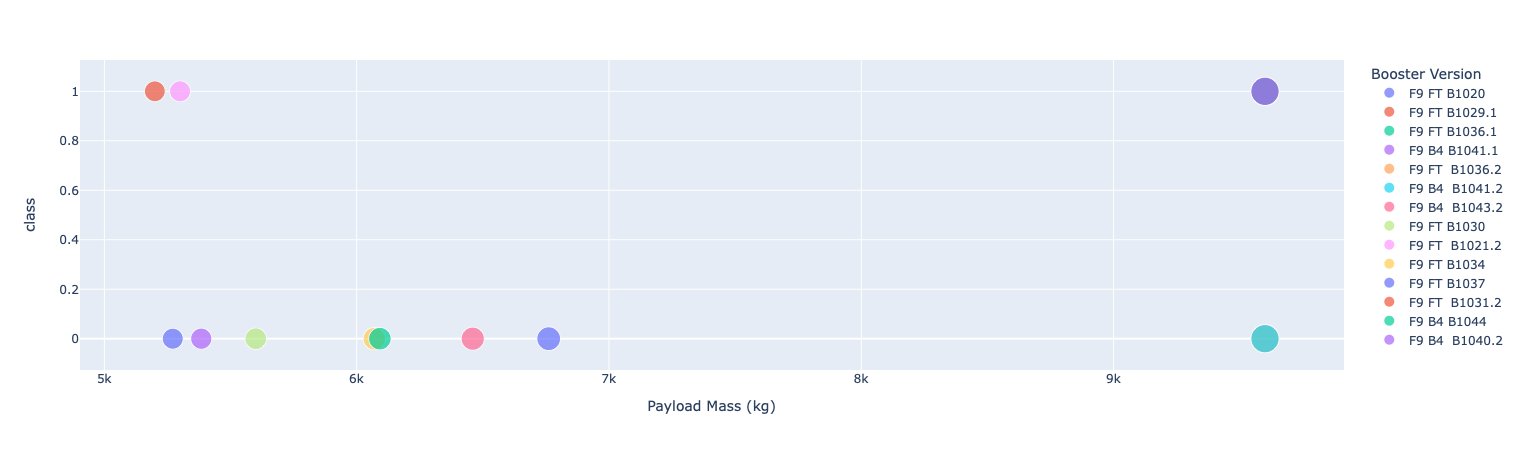 1
0.8
0.6
0.4
0.2
0
class
5k 6k 7k 8k 9k
Payload Mass (kg)
Booster Version
F9 FT B1020
F9 FT B1029.1
F9 FT B1036.1
F9 B4 B1041.1
F9 FT  B1036.2
F9 B4  B1041.2
F9 B4  B1043.2
F9 FT B1030
F9 FT  B1021.2
F9 FT B1034
F9 FT B1037
F9 FT  B1031.2
F9 B4 B1044
F9 B4  B1040.2